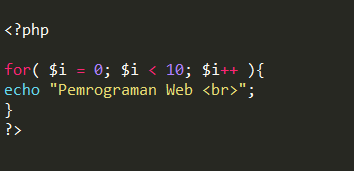 <?php
for( $i = 0; $i < 10; $i++ ){
echo "Pemrograman Web <br>";
}
?>